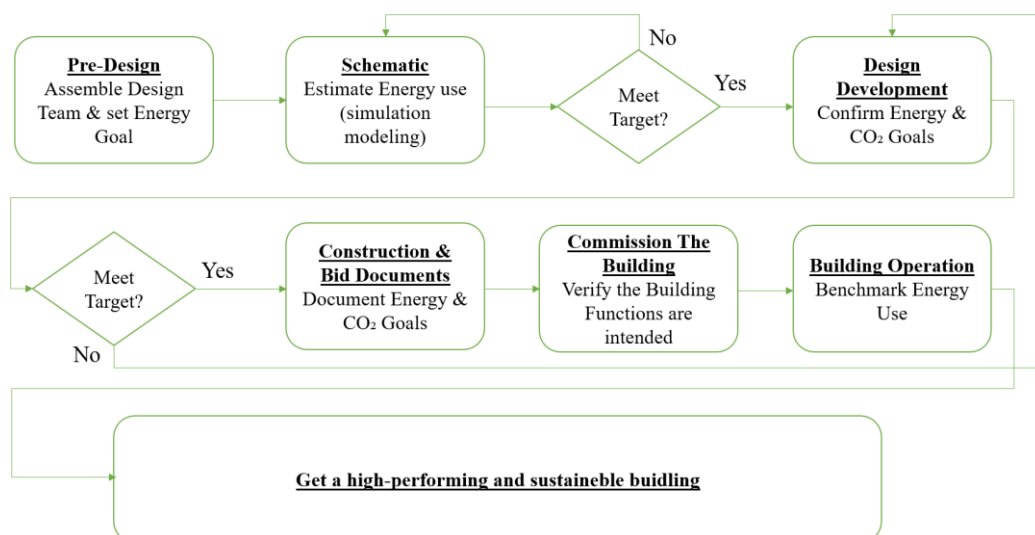 Pre-Design
Assemble Design
Team & set Energy
Goal
Schematic
Estimate Energy use
(simulation
modeling)
No
Meet
Target?
Yes
Design
Development
Confirm Energy &
CO₂ Goals
Meet
Target?
Yes
No
Construction &
Bid Documents
Document Energy &
CO₂ Goals
Commission The
Building
Verify the Building
Functions are
intended
Building Operation
Benchmark Energy
Use
Get a high-performing and sustaineble buidling